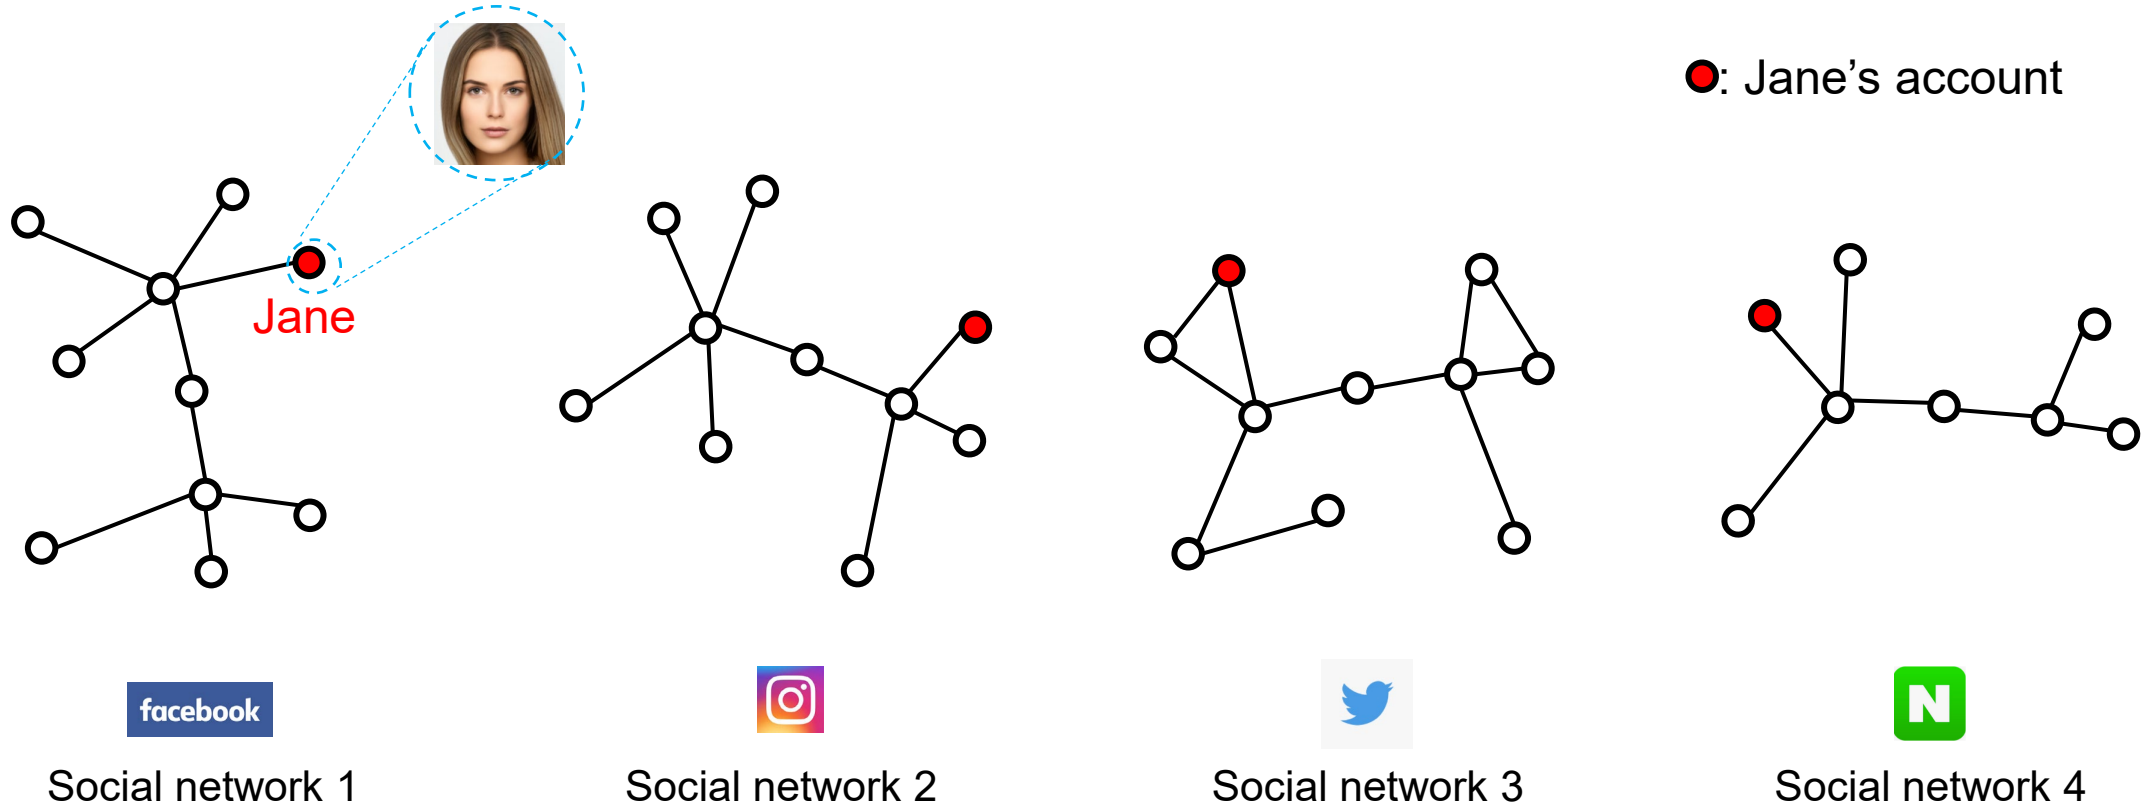 : Jane’s account
Jane
facebook
N
Social network 1
Social network 2
Social network 3
Social network 4